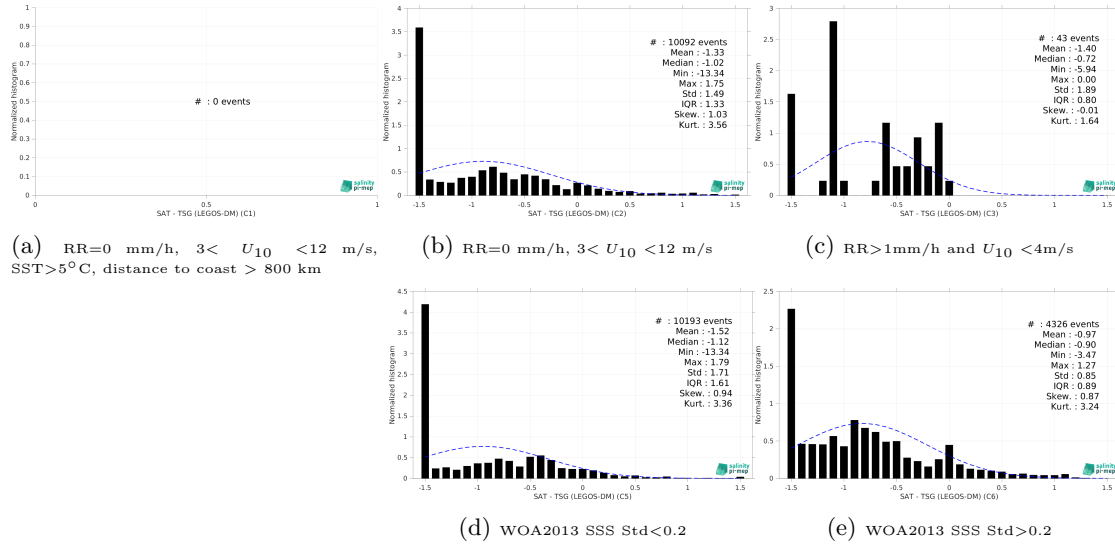 1
0.9
0.8
0.7
0.6
0.5
0.4
0.3
0.2
0.1
0
Normalized histogram
# : 0 events
salinity
pi-mep
0 0.5 1
SAT - TSG (LEGOS-DM) (C1)
(a) RR=0 mm/h, 3< U10 <12 m/s,
SST>5°C, distance to coast > 800 km
4
3.5
3
2.5
2
1.5
1
0.5
0
Normalized histogram
# : 10092 events
Mean : -1.33
Median : -1.02
Min : -13.34
Max : 1.75
Std : 1.49
IQR : 1.33
Skew. : 1.03
Kurt. : 3.56
salinity
pi-mep
-1.5 -1 -0.5 0 0.5 1 1.5
SAT - TSG (LEGOS-DM) (C2)
(b) RR=0 mm/h, 3< U10 <12 m/s
3
2.5
2
1.5
1
0.5
0
Normalized histogram
# : 43 events
Mean : -1.40
Median : -0.72
Min : -5.94
Max : 0.00
Std : 1.89
IQR : 0.80
Skew. : -0.01
Kurt. : 1.64
salinity
pi-mep
-1.5 -1 -0.5 0 0.5 1 1.5
SAT - TSG (LEGOS-DM) (C3)
(c) RR>1mm/h and U10 <4m/s
4.5
4
3.5
3
2.5
2
1.5
1
0.5
0
Normalized histogram
# : 10193 events
Mean : -1.52
Median : -1.12
Min : -13.34
Max : 1.79
Std : 1.71
IQR : 1.61
Skew. : 0.94
Kurt. : 3.36
salinity
pi-mep
-1.5 -1 -0.5 0 0.5 1 1.5
SAT - TSG (LEGOS-DM) (C5)
(d) WOA2013 SSS Std<0.2
2.5
2
1.5
1
0.5
0
Normalized histogram
# : 4326 events
Mean : -0.97
Median : -0.90
Min : -3.47
Max : 1.27
Std : 0.85
IQR : 0.89
Skew. : 0.87
Kurt. : 3.24
salinity
pi-mep
-1.5 -1 -0.5 0 0.5 1 1.5
SAT - TSG (LEGOS-DM) (C6)
(e) WOA2013 SSS Std>0.2